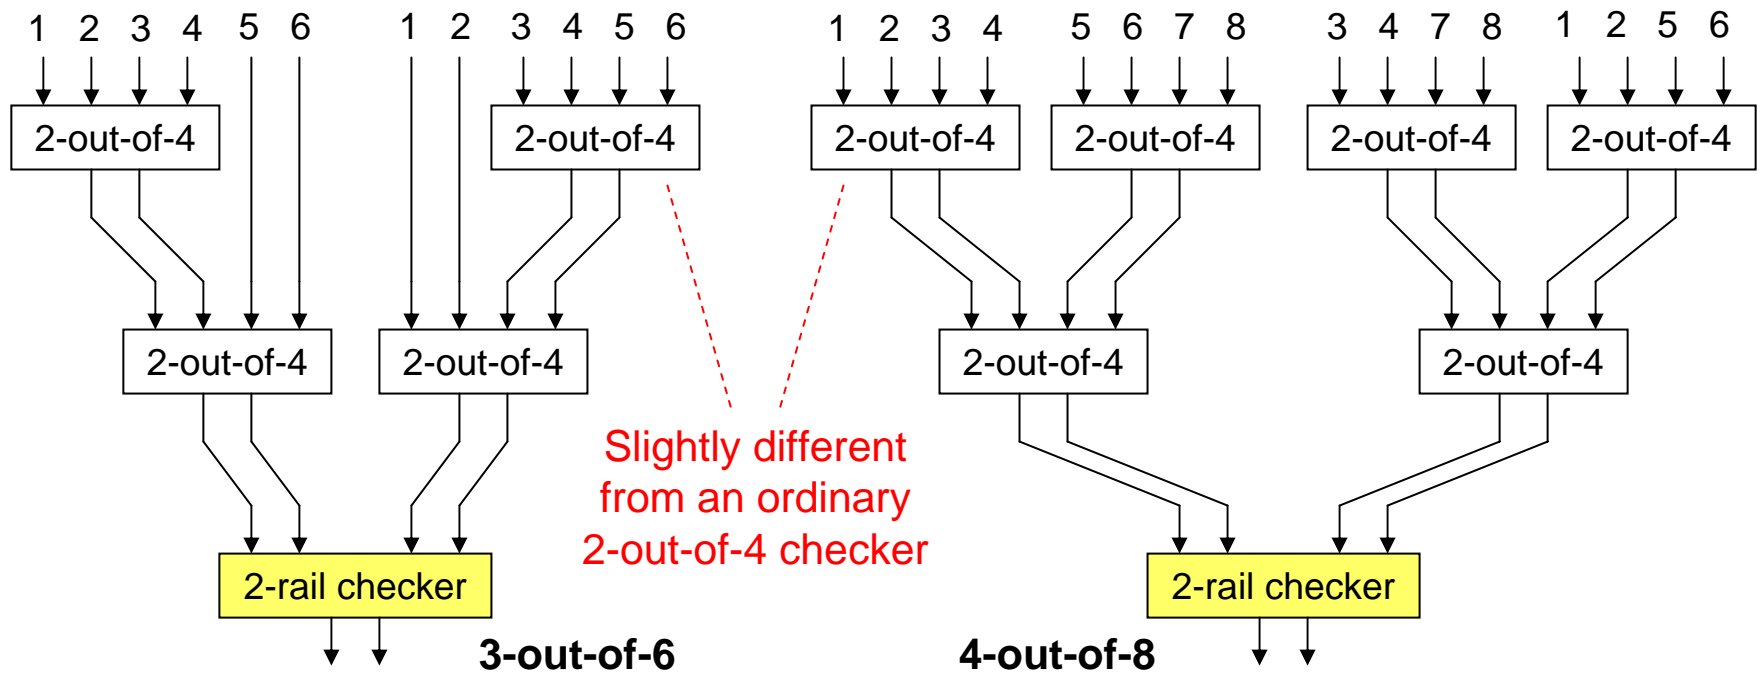 1 2 3 4 5 6 1 2 3 4 5 6 1 2 3 4 5 6 7 8 3 4 7 8 1 2 5 6
2-out-of-4 2-out-of-4 2-out-of-4 2-out-of-4 2-out-of-4 2-out-of-4
2-out-of-4 2-out-of-4 2-out-of-4 2-out-of-4
Slightly different
from an ordinary
2-out-of-4 checker
2-rail checker 2-rail checker
3-out-of-6 4-out-of-8